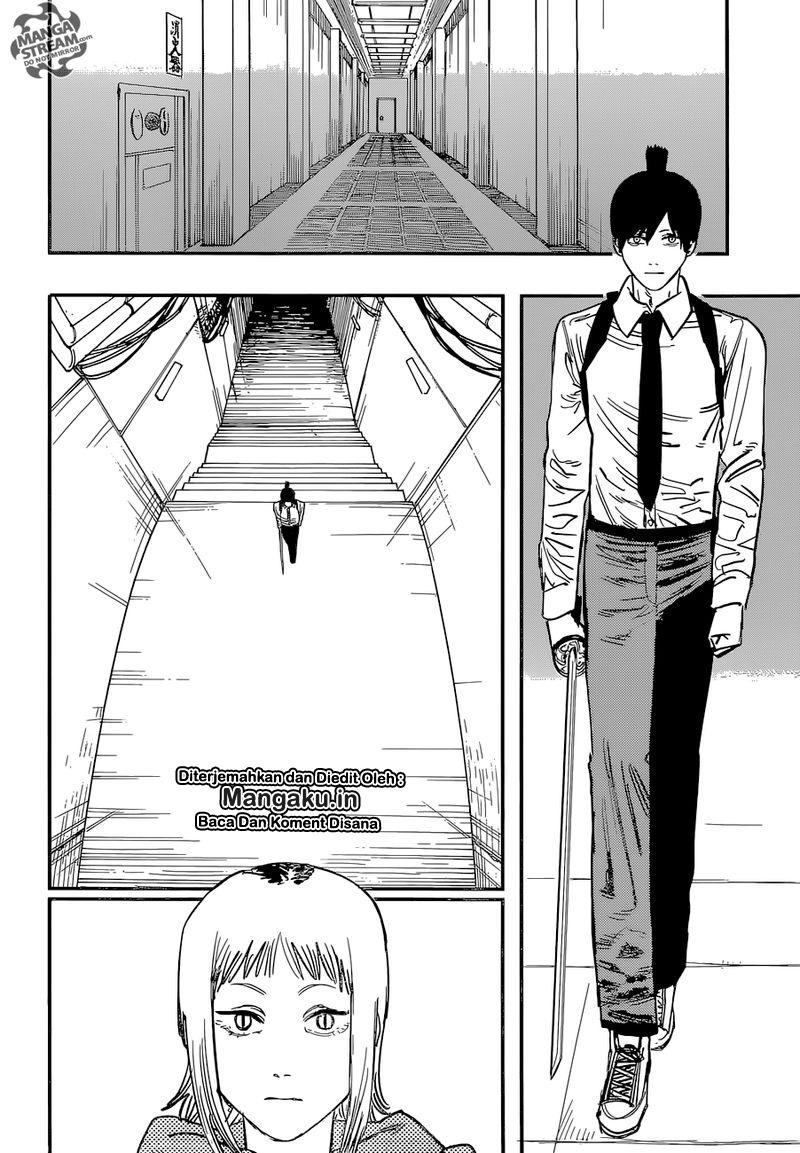 MANGA
STREAM.com
DO NOT MIRROR
Diterjemahkan dan Diedit Oleh :
Mangaku.in
Baca Dan Koment Disana